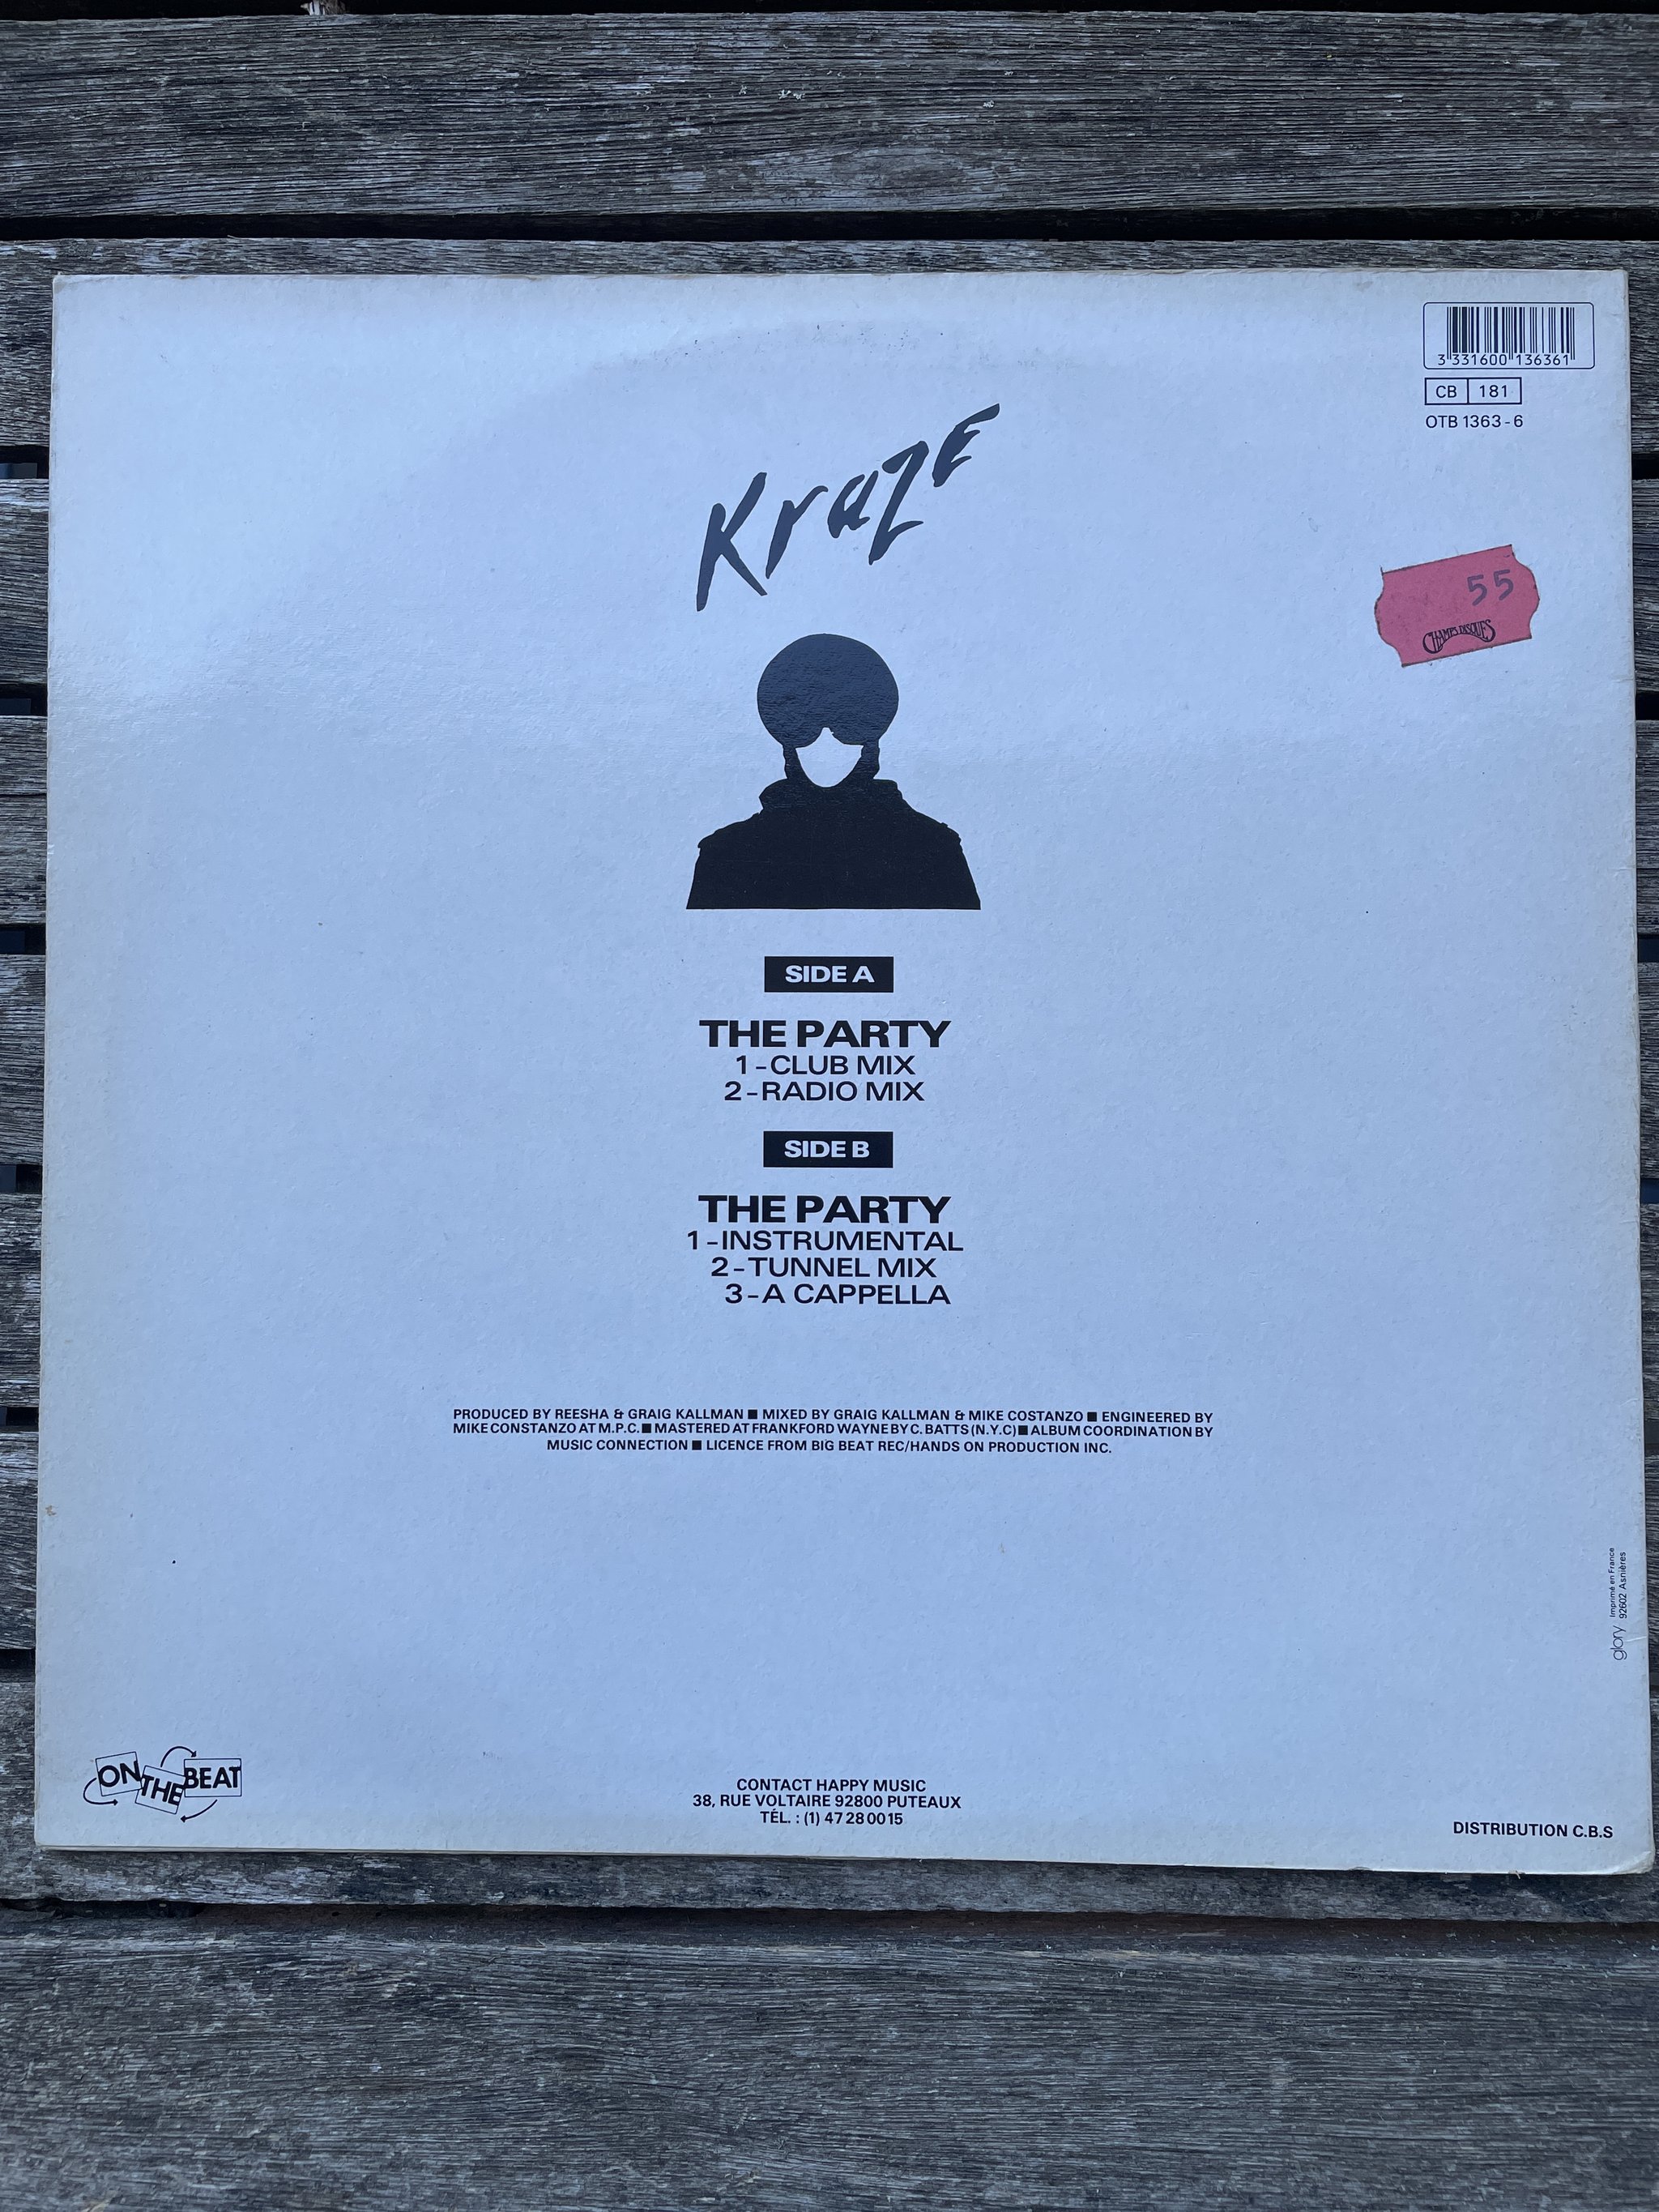 3 331600 136361
CB 181
OTB 1363-6
Kraze
55
CHAMPS DISQUES
SIDE A
THE PARTY
1-CLUB MIX
2-RADIO MIX
SIDE B
THE PARTY
1-INSTRUMENTAL
2-TUNNEL MIX
3-A CAPPELLA
PRODUCED BY REESHA & GRAIG KALLMAN ■ MIXED BY GRAIG KALLMAN & MIKE COSTANZO ■ ENGINEERED BY
MIKE CONSTANZO AT M.P.C. ■ MASTERED AT FRANKFORD WAYNE BY C. BATTS (N.Y.C) ■ ALBUM COORDINATION BY
MUSIC CONNECTION ■ LICENCE FROM BIG BEAT REC/HANDS ON PRODUCTION INC.
glory
Imprimé en France
92602 Asnières
ON THE BEAT
CONTACT HAPPY MUSIC
38, RUE VOLTAIRE 92800 PUTEAUX
TÉL. : (1) 47 28 00 15
DISTRIBUTION C.B.S